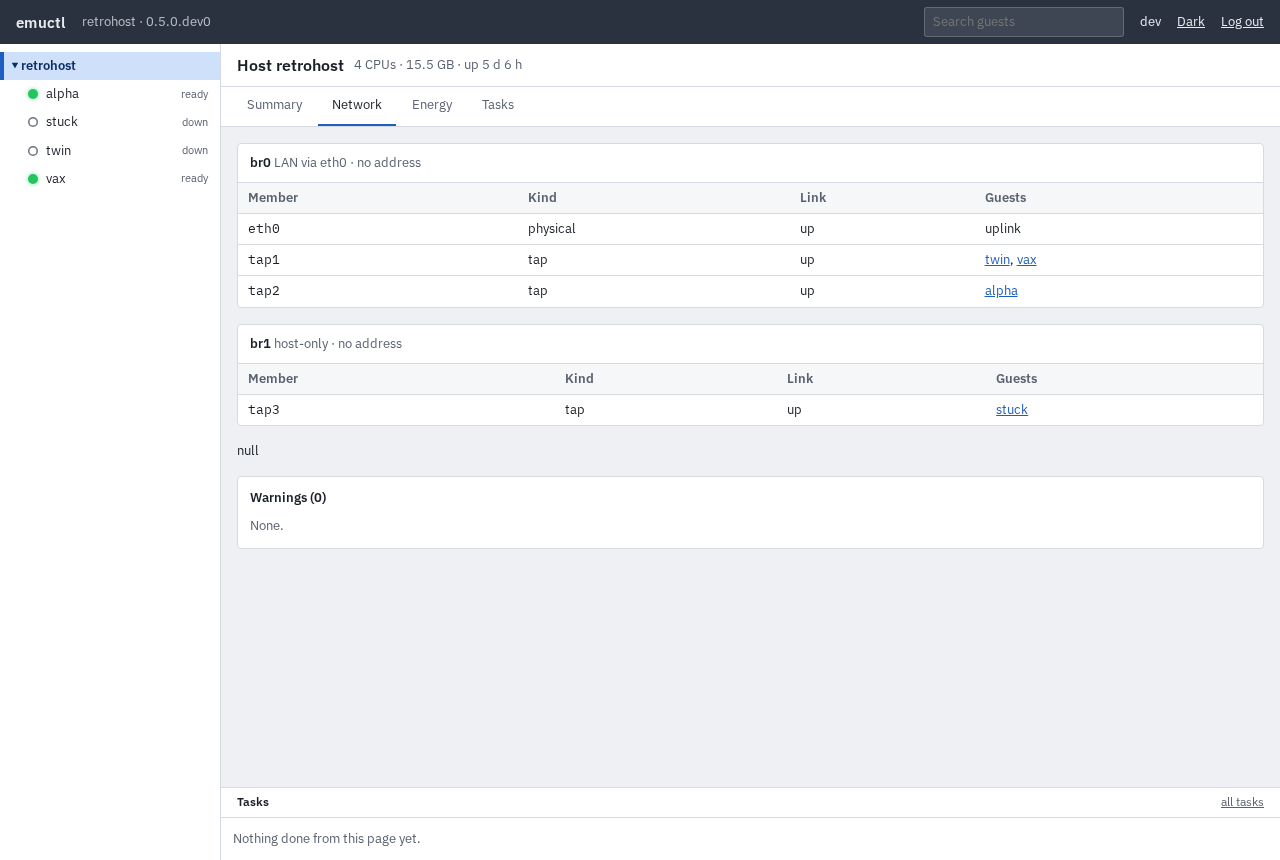 emuctl retrohost · 0.5.0.dev0 Search guests dev Dark Log out
retrohost
alpha ready
stuck down
twin down
vax ready
Host retrohost 4 CPUs · 15.5 GB · up 5 d 6 h
Summary Network Energy Tasks
br0 LAN via eth0 · no address
Member Kind Link Guests
eth0 physical up uplink
tap1 tap up twin, vax
tap2 tap up alpha
br1 host-only · no address
Member Kind Link Guests
tap3 tap up stuck
null
Warnings (0)
None.
Tasks all tasks
Nothing done from this page yet.